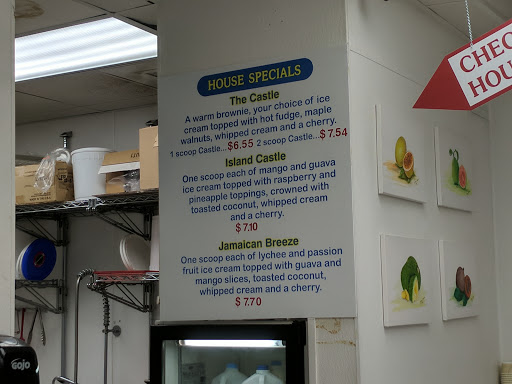 HOUSE SPECIALS
The Castle
A warm brownie, your choice of ice
cream topped with hot fudge, maple
walnuts, whipped cream and a cherry.
1 scoop Castle...$6.55 2 scoop Castle...$7.54
Island Castle
One scoop each of mango and guava
ice cream topped with raspberry and
pineapple toppings, crowned with
toasted coconut, whipped cream
and a cherry.
$7.10
Jamaican Breeze
One scoop each of lychee and passion
fruit ice cream topped with guava and
mango slices, toasted coconut,
whipped cream and a cherry.
$7.70
CHEC
HOU
GOJO